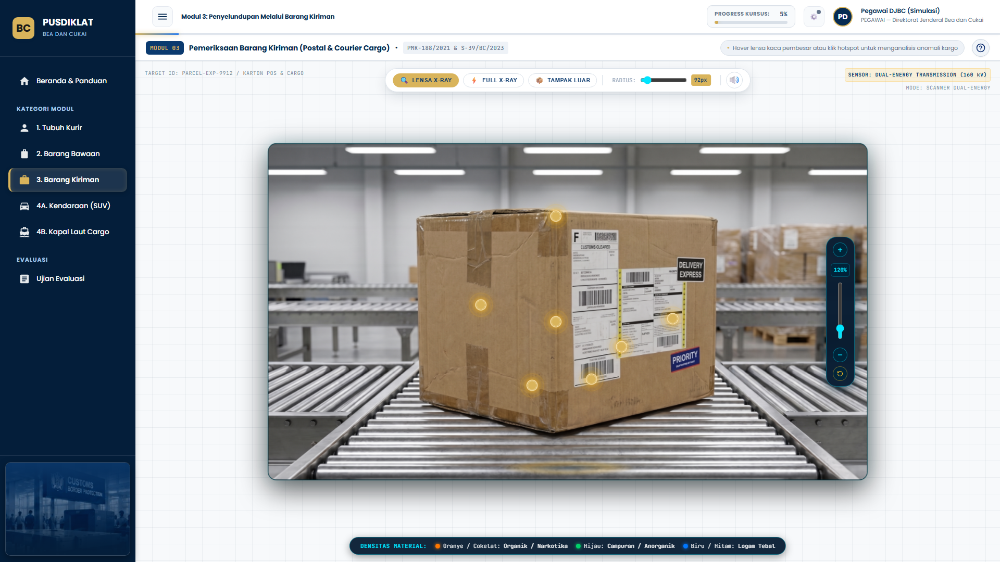 BC
PUSDIKLAT
BEA DAN CUKAI
Beranda & Panduan
KATEGORI MODUL
1. Tubuh Kurir
2. Barang Bawaan
3. Barang Kiriman
4A. Kendaraan (SUV)
4B. Kapal Laut Cargo
EVALUASI
Ujian Evaluasi
CUSTOMS
BORDER PROTECTION
Modul 3: Penyelundupan Melalui Barang Kiriman
PROGRESS KURSUS: 5%
PD
Pegawai DJBC (Simulasi)
PEGAWAI — Direktorat Jenderal Bea dan Cukai
MODUL 03
Pemeriksaan Barang Kiriman (Postal & Courier Cargo) •
PMK-188/2021 & S-39/BC/2023
• Hover lensa kaca pembesar atau klik hotspot untuk menganalisis anomali kargo
TARGET ID: PARCEL-EXP-9912 / KARTON POS & CARGO
LENSA X-RAY
FULL X-RAY
TAMPAK LUAR
RADIUS:
92px
SENSOR: DUAL-ENERGY TRANSMISSION (160 kV)
MODE: SCANNER DUAL-ENERGY
F
CUSTOMS CLEARED
DELIVERY
EXPRESS
PRIORITY
+
120%
−
DENSITAS MATERIAL:
Oranye / Cokelat: Organik / Narkotika
Hijau: Campuran / Anorganik
Biru / Hitam: Logam Tebal